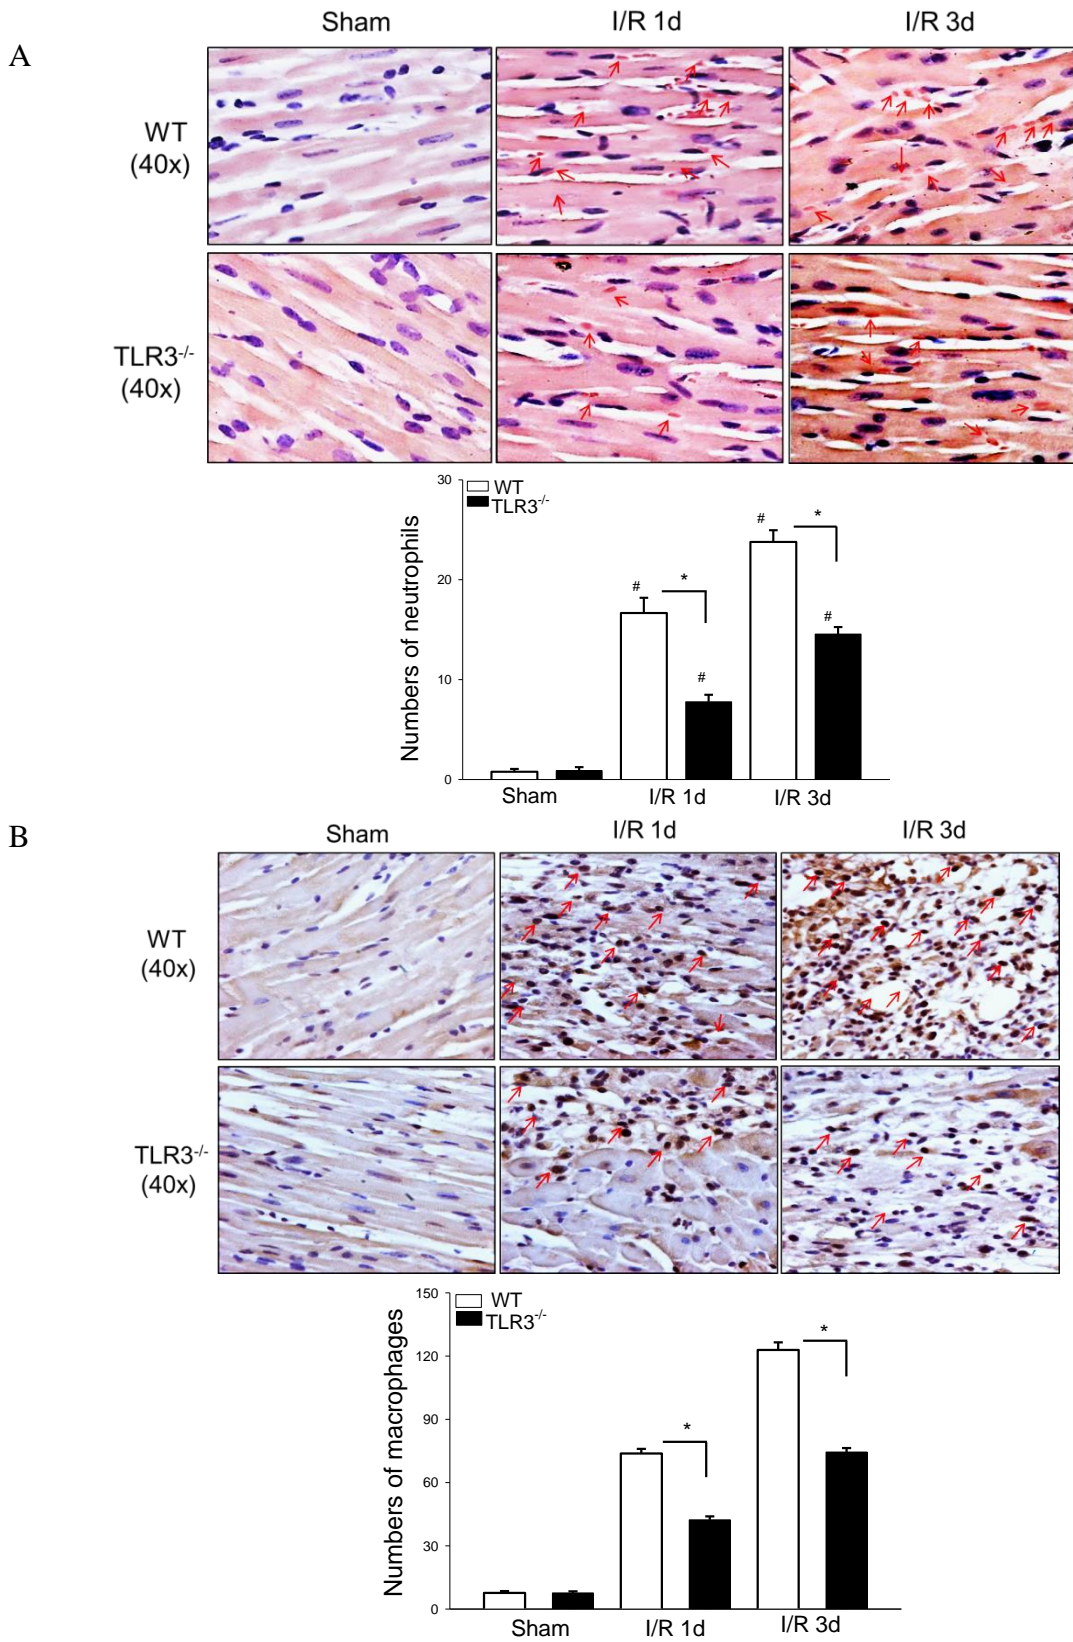 A
Sham I/R 1d I/R 3d
WT
(40x)
TLR3-/-
(40x)
30
20
10
0
Numbers of neutrophils
WT
TLR3-/-
# * # # * #
Sham I/R 1d I/R 3d
B
Sham I/R 1d I/R 3d
WT
(40x)
TLR3-/-
(40x)
150
120
90
60
30
0
Numbers of macrophages
WT
TLR3-/-
* *
Sham I/R 1d I/R 3d